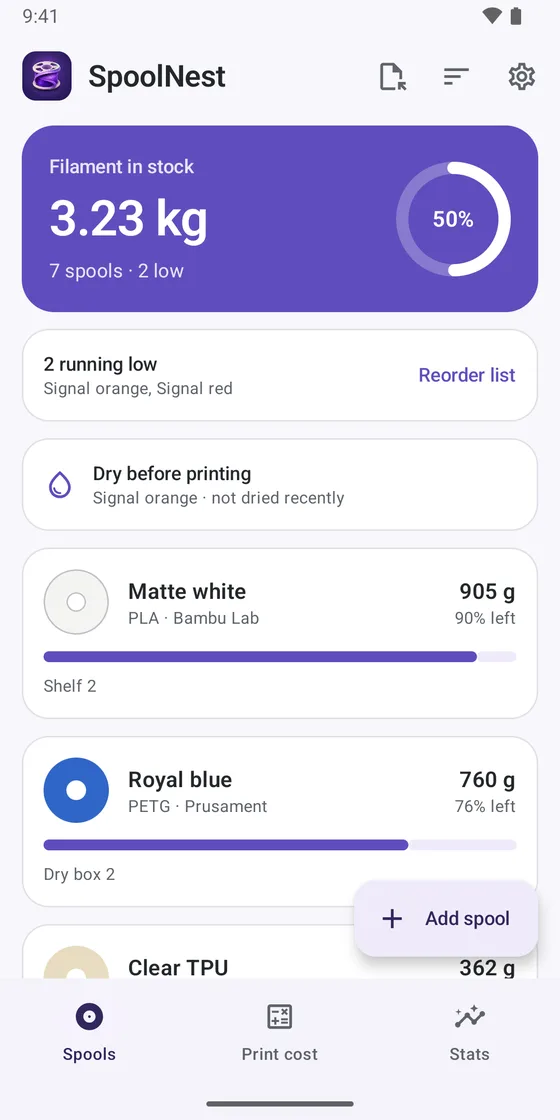 9:41
SpoolNest
Filament in stock
3.23 kg
7 spools · 2 low
50%
2 running low
Signal orange, Signal red
Reorder list
Dry before printing
Signal orange · not dried recently
Matte white
905 g
PLA · Bambu Lab
90% left
Shelf 2
Royal blue
760 g
PETG · Prusament
76% left
Dry box 2
Add spool
Clear TPU
362 g
Spools
Print cost
Stats